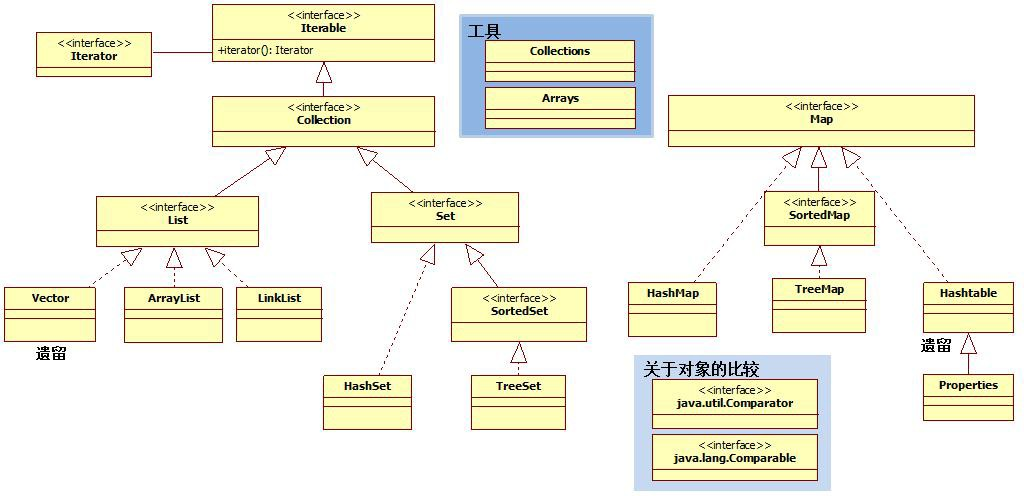 <<interface>>
Iterable
+iterator(): Iterator
<<interface>>
Iterator
工具
Collections
Arrays
<<interface>>
Collection
<<interface>>
Map
<<interface>>
List
<<interface>>
Set
<<interface>>
SortedMap
Vector
遗留
ArrayList
LinkList
<<interface>>
SortedSet
HashMap
TreeMap
Hashtable
遗留
HashSet
TreeSet
关于对象的比较
<<interface>>
java.util.Comparator
<<interface>>
java.lang.Comparable
Properties